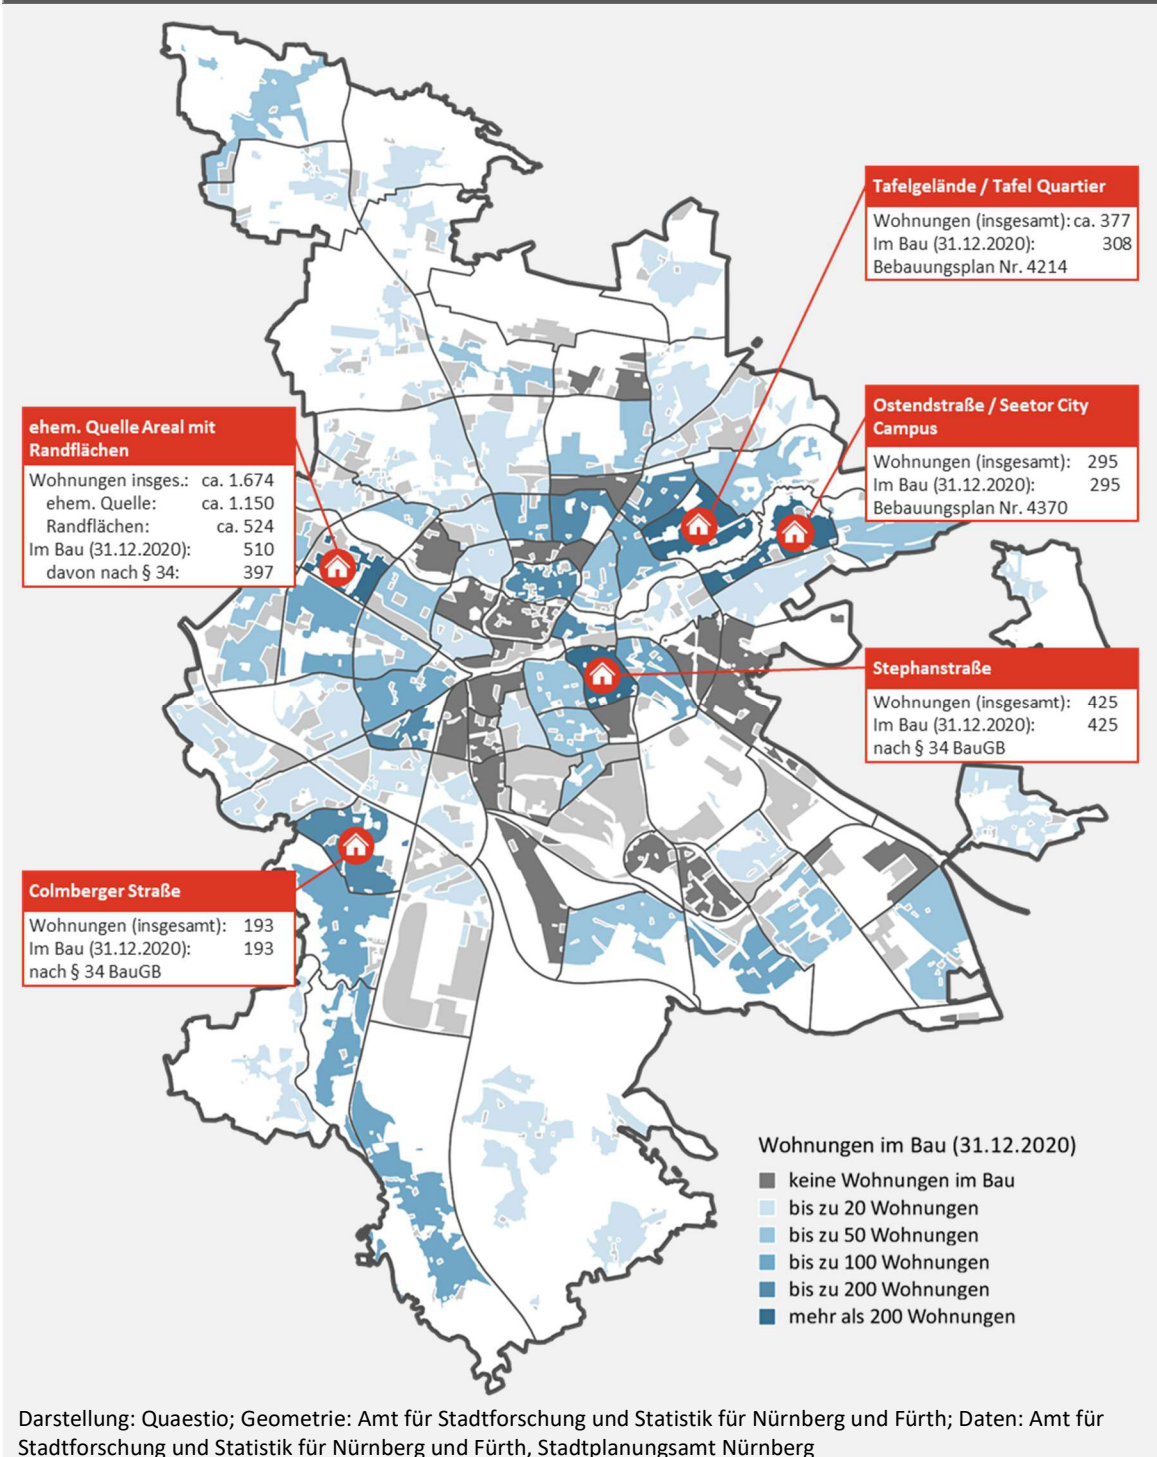 Tafelgelände / Tafel Quartier
Wohnungen (insgesamt): ca. 377
Im Bau (31.12.2020): 308
Bebauungsplan Nr. 4214
Ostendstraße / Seetor City
Campus
Wohnungen (insgesamt): 295
Im Bau (31.12.2020): 295
Bebauungsplan Nr. 4370
ehem. Quelle Areal mit
Randflächen
Wohnungen insges.: ca. 1.674
ehem. Quelle: ca. 1.150
Randflächen: ca. 524
Im Bau (31.12.2020): 510
davon nach § 34: 397
Stephanstraße
Wohnungen (insgesamt): 425
Im Bau (31.12.2020): 425
nach § 34 BauGB
Colmberger Straße
Wohnungen (insgesamt): 193
Im Bau (31.12.2020): 193
nach § 34 BauGB
Wohnungen im Bau (31.12.2020)
keine Wohnungen im Bau
bis zu 20 Wohnungen
bis zu 50 Wohnungen
bis zu 100 Wohnungen
bis zu 200 Wohnungen
mehr als 200 Wohnungen
Darstellung: Quaestio; Geometrie: Amt für Stadtforschung und Statistik für Nürnberg und Fürth; Daten: Amt für
Stadtforschung und Statistik für Nürnberg und Fürth, Stadtplanungsamt Nürnberg